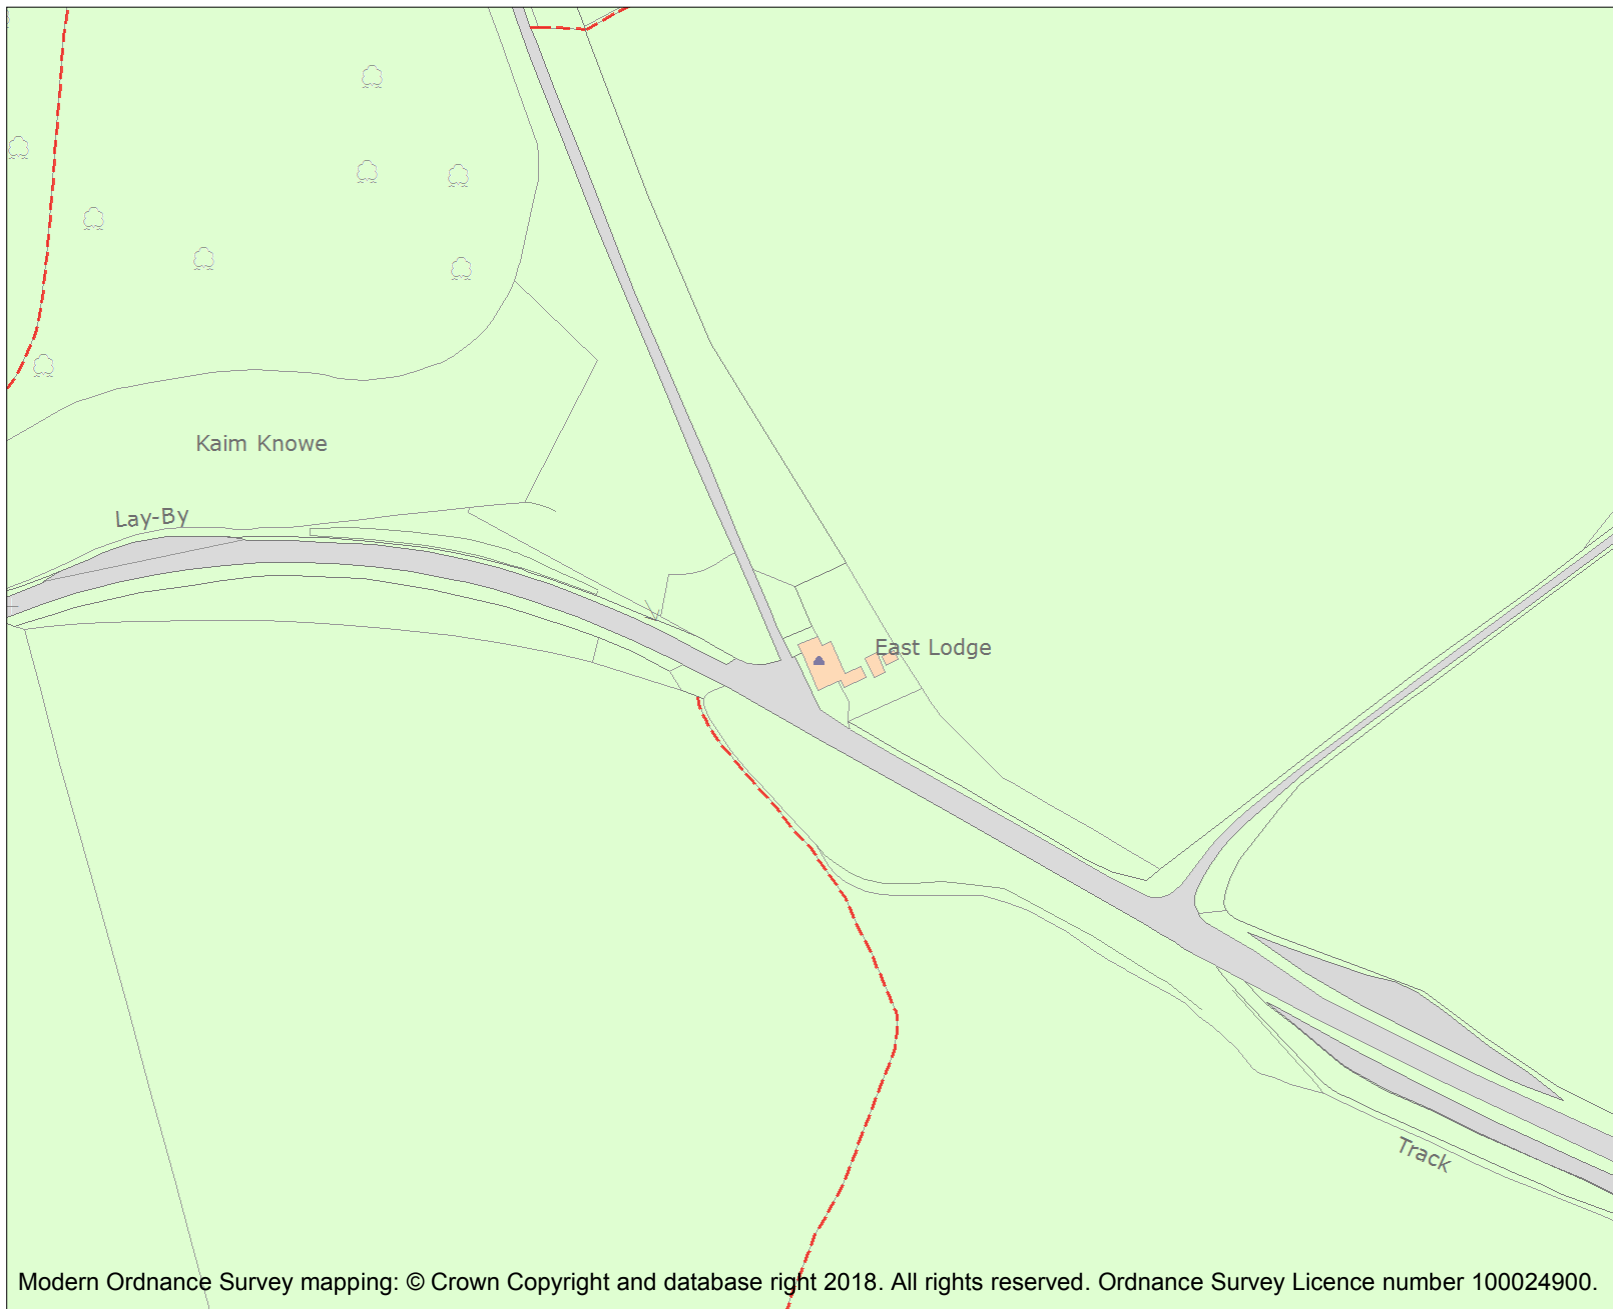 Kaim Knowe
Lay-By
East Lodge
Track
Modern Ordnance Survey mapping: © Crown Copyright and database right 2018. All rights reserved. Ordnance Survey Licence number 100024900.